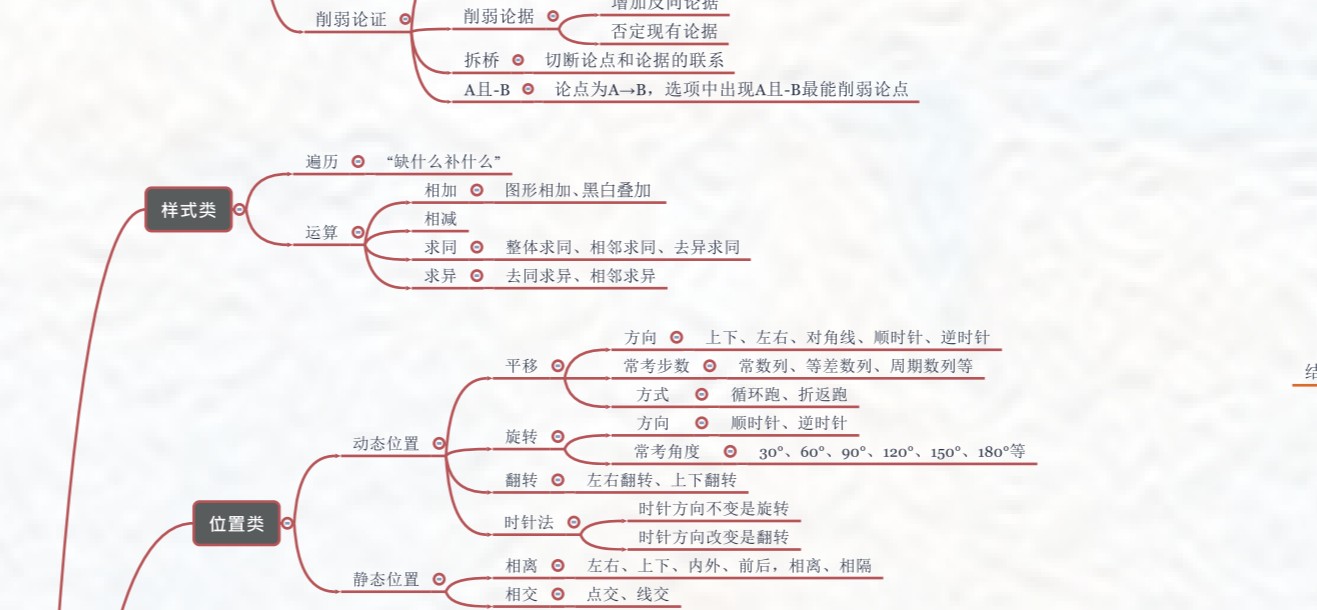 增加反向论据
削弱论证
削弱论据
否定现有论据
拆桥
切断论点和论据的联系
A且-B
论点为A→B，选项中出现A且-B最能削弱论点
样式类
遍历
“缺什么补什么”
运算
相加
图形相加、黑白叠加
相减
求同
整体求同、相邻求同、去异求同
求异
去同求异、相邻求异
位置类
动态位置
平移
方向
上下、左右、对角线、顺时针、逆时针
常考步数
常数列、等差数列、周期数列等
方式
循环跑、折返跑
旋转
方向
顺时针、逆时针
常考角度
30°、60°、90°、120°、150°、180°等
翻转
左右翻转、上下翻转
时针法
时针方向不变是旋转
时针方向改变是翻转
静态位置
相离
左右、上下、内外、前后，相离、相隔
相交
点交、线交
结